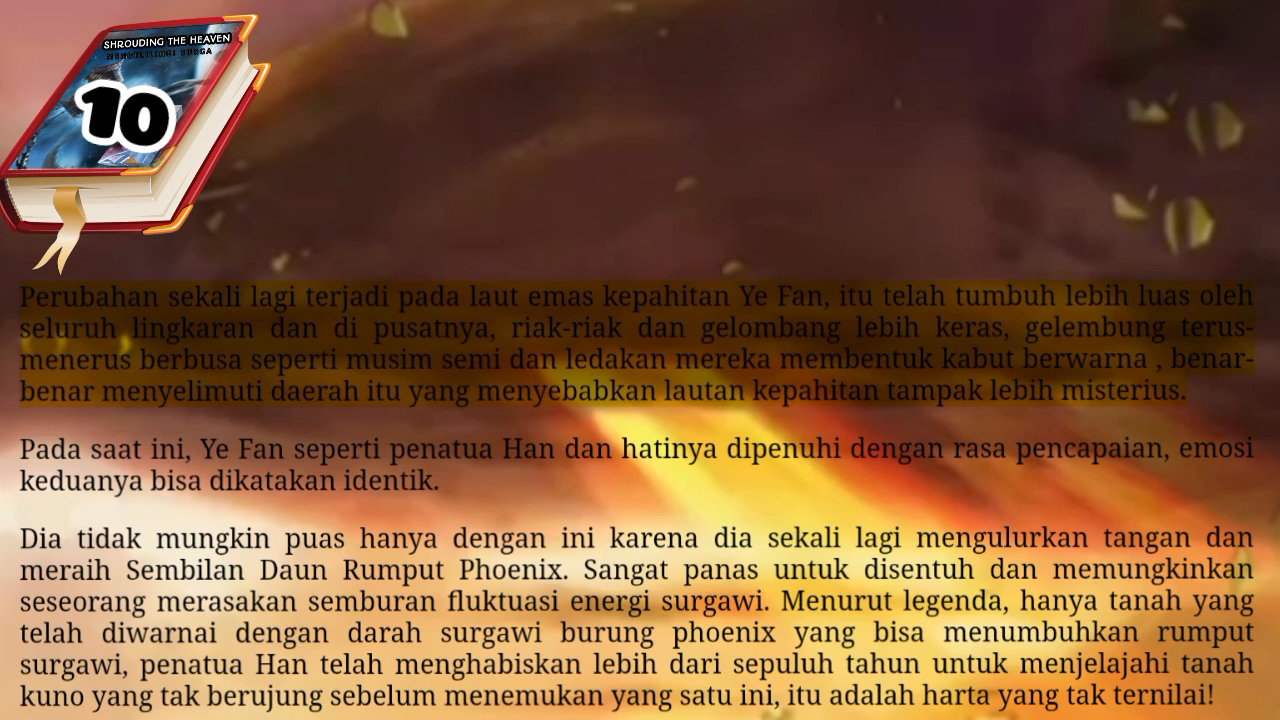 SHROUDING THE HEAVEN
MENGELILINGI SURGA
10
Perubahan sekali lagi terjadi pada laut emas kepahitan Ye Fan, itu telah tumbuh lebih luas oleh
seluruh lingkaran dan di pusatnya, riak-riak dan gelombang lebih keras, gelembung terus-
menerus berbusa seperti musim semi dan ledakan mereka membentuk kabut berwarna , benar-
benar menyelimuti daerah itu yang menyebabkan lautan kepahitan tampak lebih misterius.
Pada saat ini, Ye Fan seperti penatua Han dan hatinya dipenuhi dengan rasa pencapaian, emosi
keduanya bisa dikatakan identik.
Dia tidak mungkin puas hanya dengan ini karena dia sekali lagi mengulurkan tangan dan
meraih Sembilan Daun Rumput Phoenix. Sangat panas untuk disentuh dan memungkinkan
seseorang merasakan semburan fluktuasi energi surgawi. Menurut legenda, hanya tanah yang
telah diwarnai dengan darah surgawi burung phoenix yang bisa menumbuhkan rumput
surgawi, penatua Han telah menghabiskan lebih dari sepuluh tahun untuk menjelajahi tanah
kuno yang tak berujung sebelum menemukan yang satu ini, itu adalah harta yang tak ternilai!